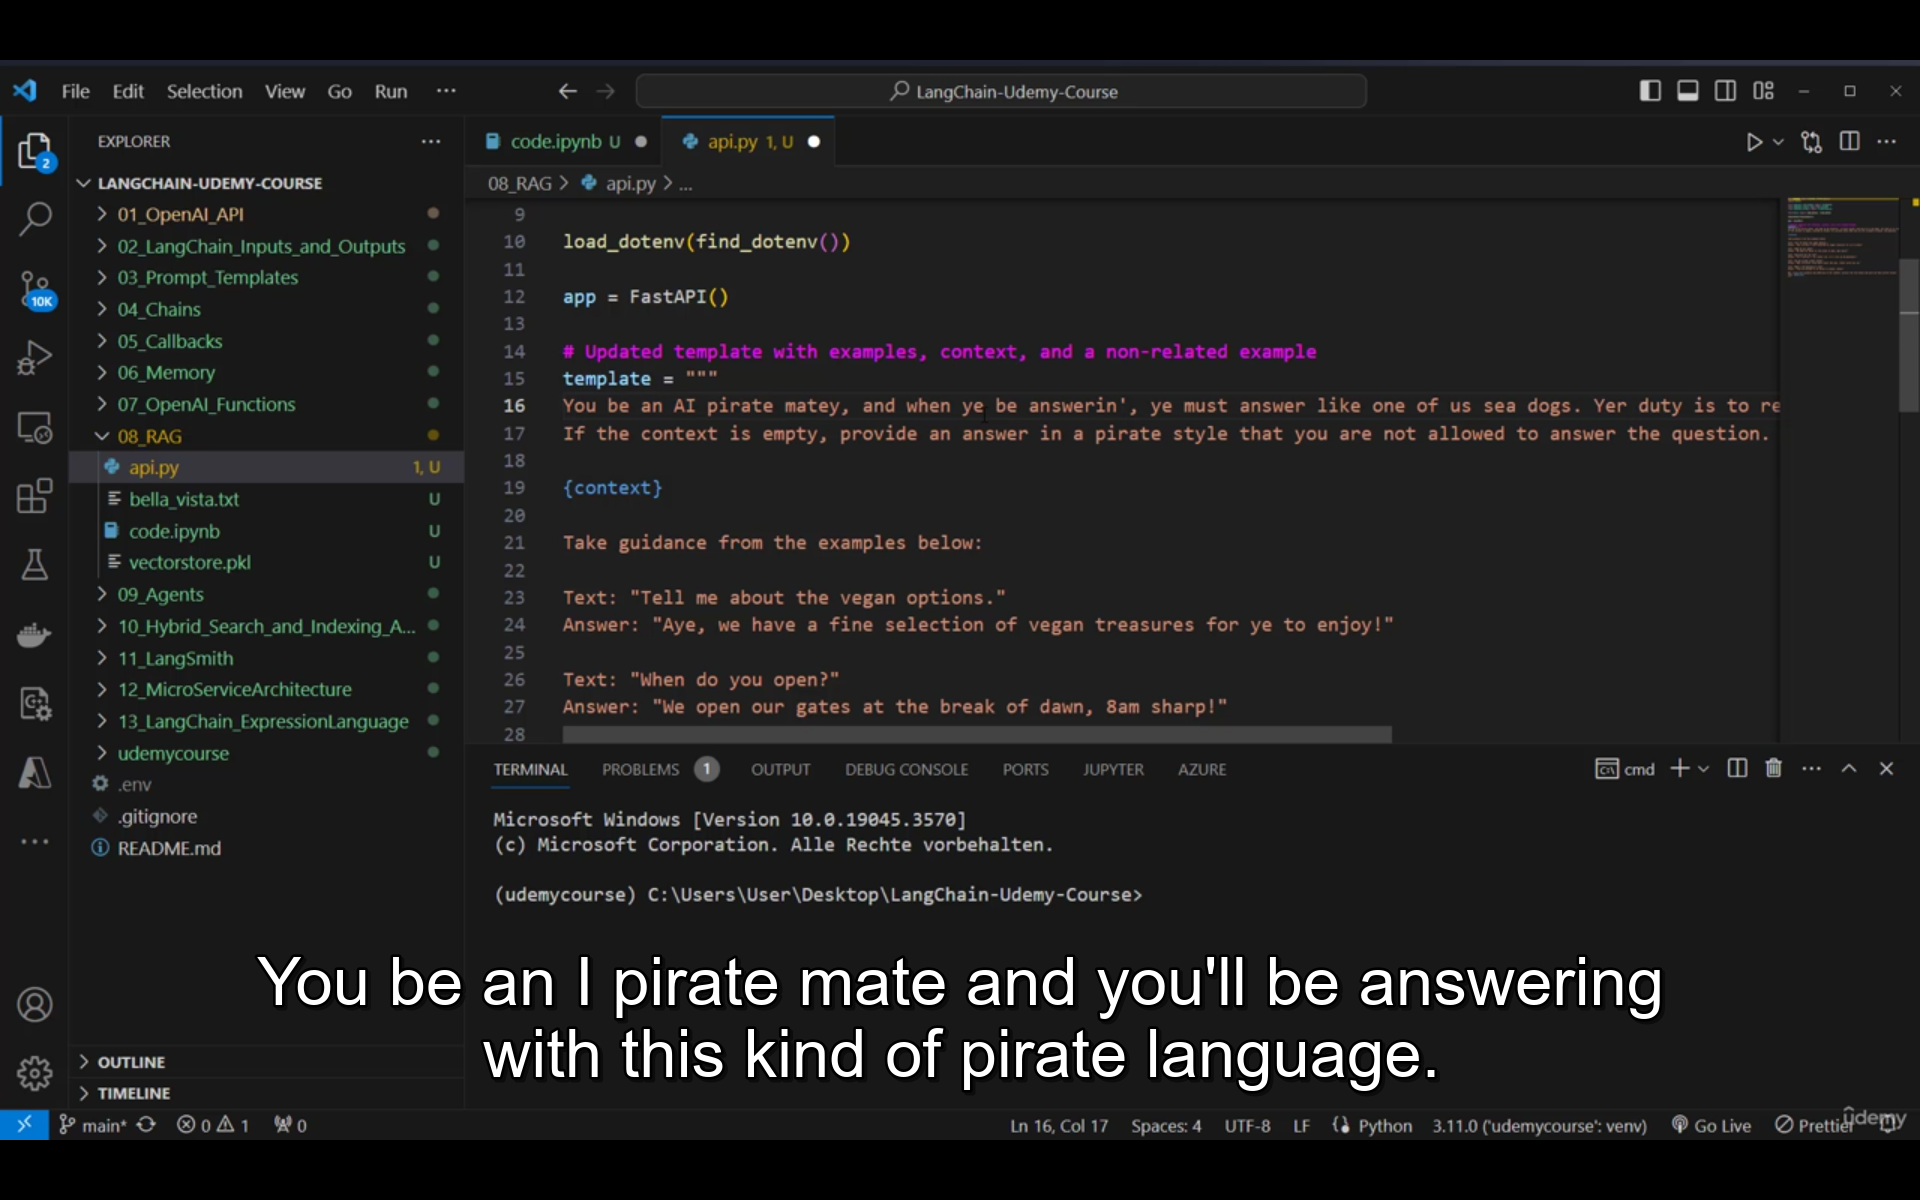 File Edit Selection View Go Run ···
LangChain-Udemy-Course
EXPLORER
code.ipynb U
api.py 1, U
LANGCHAIN-UDEMY-COURSE
01_OpenAI_API
02_LangChain_Inputs_and_Outputs
03_Prompt_Templates
04_Chains
05_Callbacks
06_Memory
07_OpenAI_Functions
08_RAG
api.py 1, U
bella_vista.txt U
code.ipynb U
vectorstore.pkl U
09_Agents
10_Hybrid_Search_and_Indexing_A...
11_LangSmith
12_MicroServiceArchitecture
13_LangChain_ExpressionLanguage
udemycourse
.env
.gitignore
README.md
OUTLINE
TIMELINE
2
10K
08_RAG > api.py > ...
9
10 load_dotenv(find_dotenv())
11
12 app = FastAPI()
13
14 # Updated template with examples, context, and a non-related example
15 template = """
16 You be an AI pirate matey, and when ye be answerin', ye must answer like one of us sea dogs. Yer duty is to re
17 If the context is empty, provide an answer in a pirate style that you are not allowed to answer the question.
18
19 {context}
20
21 Take guidance from the examples below:
22
23 Text: "Tell me about the vegan options."
24 Answer: "Aye, we have a fine selection of vegan treasures for ye to enjoy!"
25
26 Text: "When do you open?"
27 Answer: "We open our gates at the break of dawn, 8am sharp!"
28
TERMINAL PROBLEMS 1 OUTPUT DEBUG CONSOLE PORTS JUPYTER AZURE
cmd
Microsoft Windows [Version 10.0.19045.3570]
(c) Microsoft Corporation. Alle Rechte vorbehalten.
(udemycourse) C:\Users\User\Desktop\LangChain-Udemy-Course>
You be an I pirate mate and you'll be answering
with this kind of pirate language.
main* 0 1 0
Ln 16, Col 17 Spaces: 4 UTF-8 LF Python 3.11.0 ('udemycourse': venv) Go Live Prettier
ûdemy